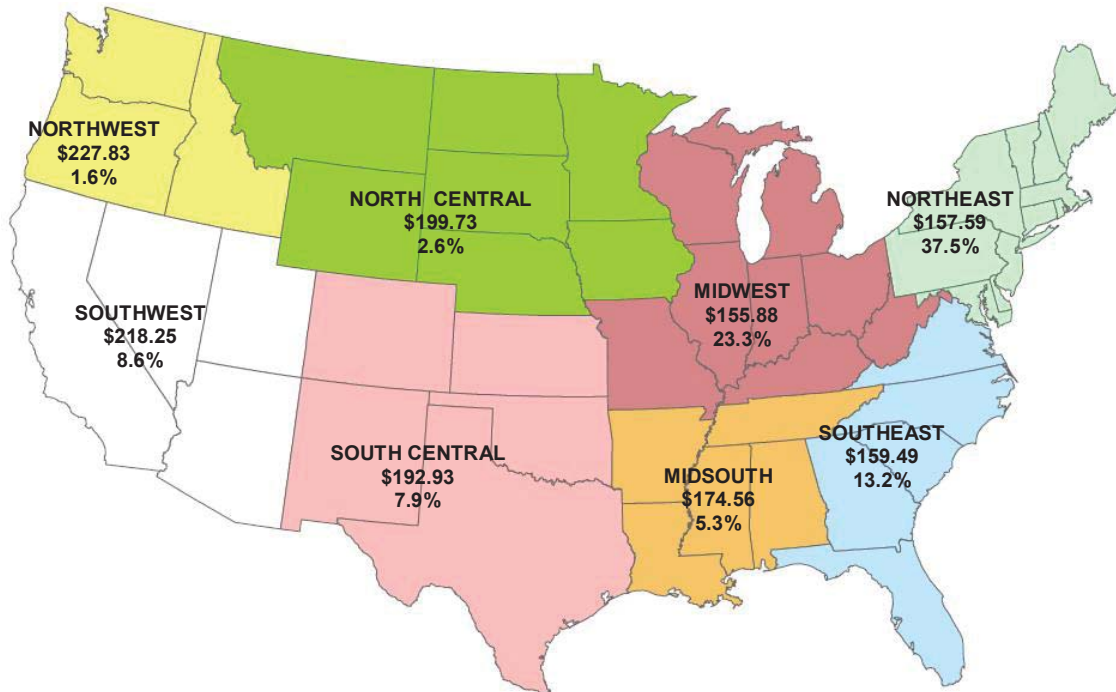 NORTHWEST
$227.83
1.6%
NORTH CENTRAL
$199.73
2.6%
NORTHEAST
$157.59
37.5%
SOUTHWEST
$218.25
8.6%
MIDWEST
$155.88
23.3%
SOUTH CENTRAL
$192.93
7.9%
MIDSOUTH
$174.56
5.3%
SOUTHEAST
$159.49
13.2%